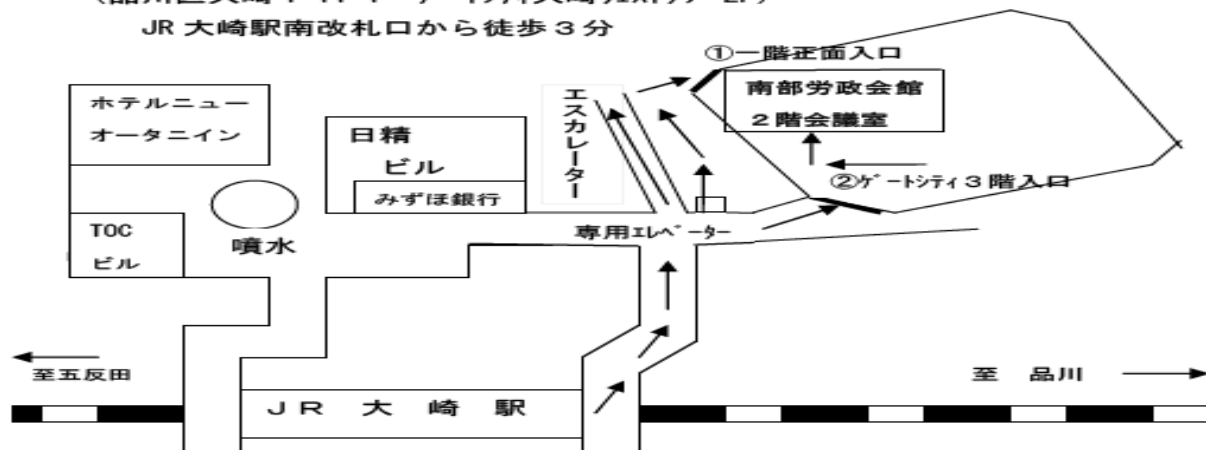 JR 大崎駅南改札口から徒歩３分
①一階正面入口
ホテルニュー
オータニイン
エスカレーター
南部労政会館
２階会議室
日精
ビル
みずほ銀行
②ゲートシティ３階入口
TOC
ビル
噴水
専用エレベーター
至五反田
至 品川
ＪＲ 大 崎 駅